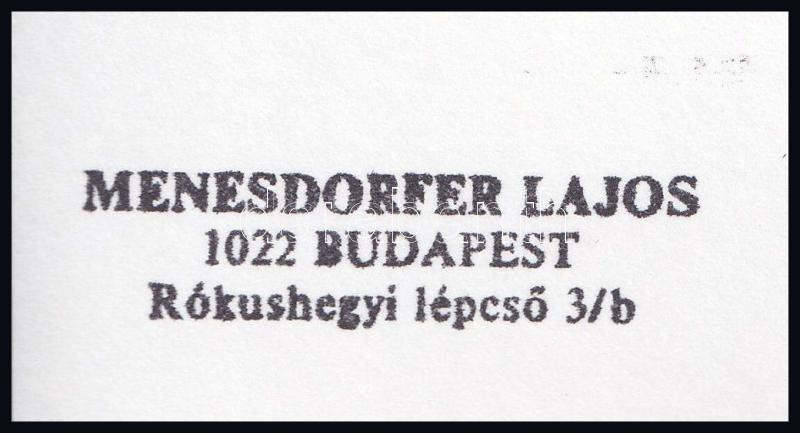 MENESDORFER LAJOS
1022 BUDAPEST
Rókushegyi lépcső 3/b